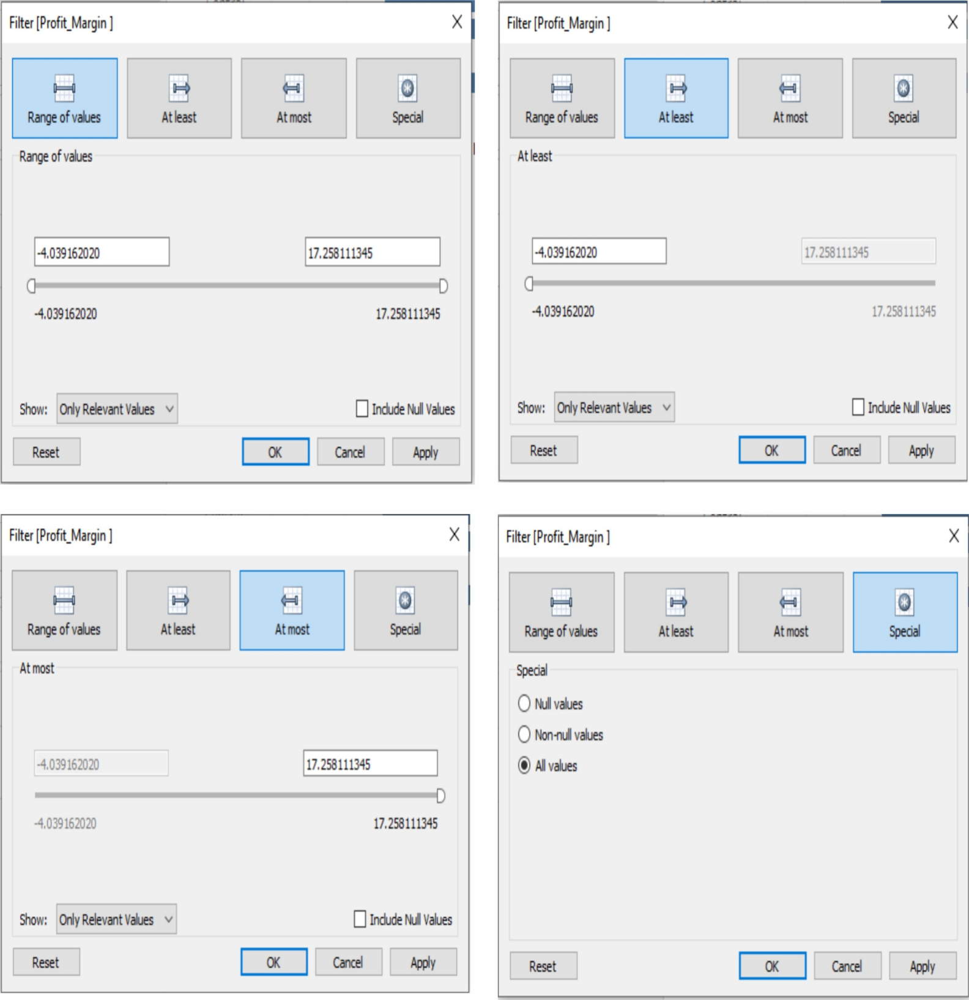 Filter [Profit_Margin ] X
Range of values At least At most Special
Range of values
-4.039162020 17.258111345
-4.039162020 17.258111345
Show: Only Relevant Values Include Null Values
Reset OK Cancel Apply
Filter [Profit_Margin ] X
Range of values At least At most Special
At least
-4.039162020 17.258111345
-4.039162020 17.258111345
Show: Only Relevant Values Include Null Values
Reset OK Cancel Apply
Filter [Profit_Margin ] X
Range of values At least At most Special
At most
-4.039162020 17.258111345
-4.039162020 17.258111345
Show: Only Relevant Values Include Null Values
Reset OK Cancel Apply
Filter [Profit_Margin ] X
Range of values At least At most Special
Special
Null values
Non-null values
All values
Reset OK Cancel Apply